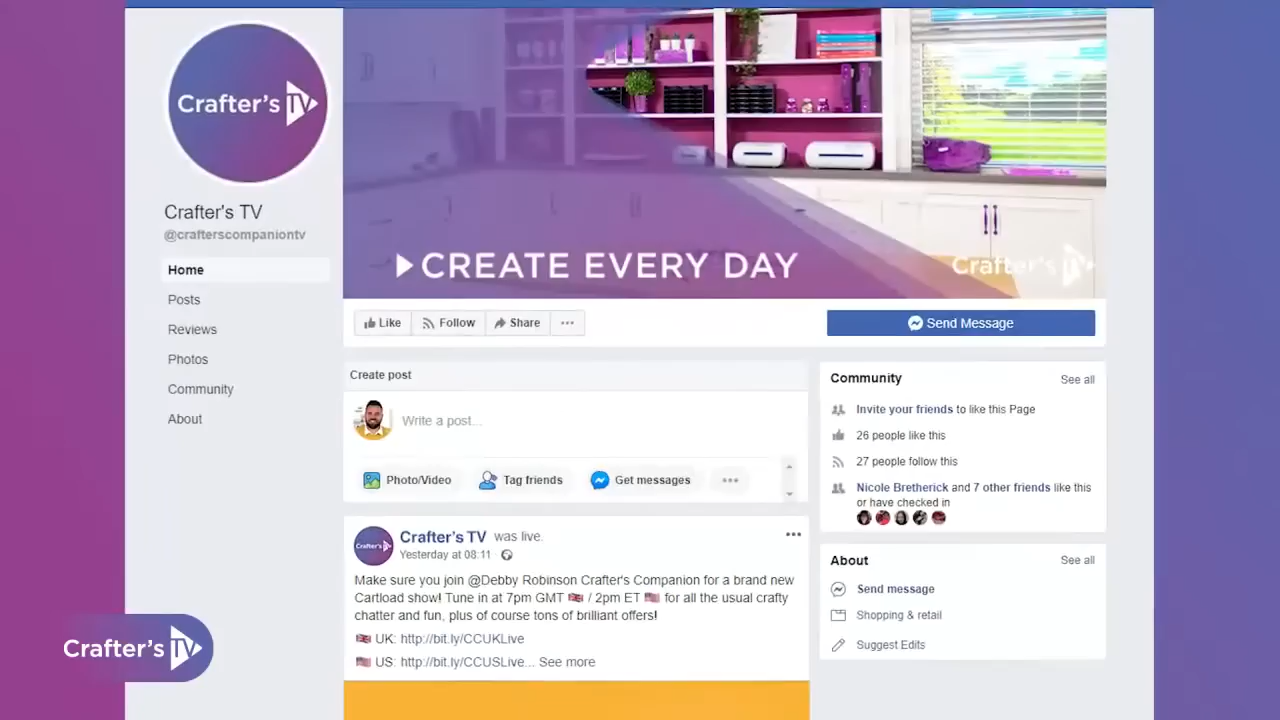 Crafter's TV
Crafter's TV
@crafterscompaniontv
Home
Posts
Reviews
Photos
Community
About
CREATE EVERY DAY
Crafter's TV
Like
Follow
Share
Send Message
Create post
Write a post...
Photo/Video
Tag friends
Get messages
Crafter's TV was live.
Yesterday at 08:11
Make sure you join @Debby Robinson Crafter's Companion for a brand new
Cartload show! Tune in at 7pm GMT 🇬🇧 / 2pm ET 🇺🇸 for all the usual crafty
chatter and fun, plus of course tons of brilliant offers!
🇬🇧 UK: http://bit.ly/CCUKLive
🇺🇸 US: http://bit.ly/CCUSLive... See more
Community
See all
Invite your friends to like this Page
26 people like this
27 people follow this
Nicole Bretherick and 7 other friends like this
or have checked in
About
See all
Send message
Shopping & retail
Suggest Edits
Crafter's TV